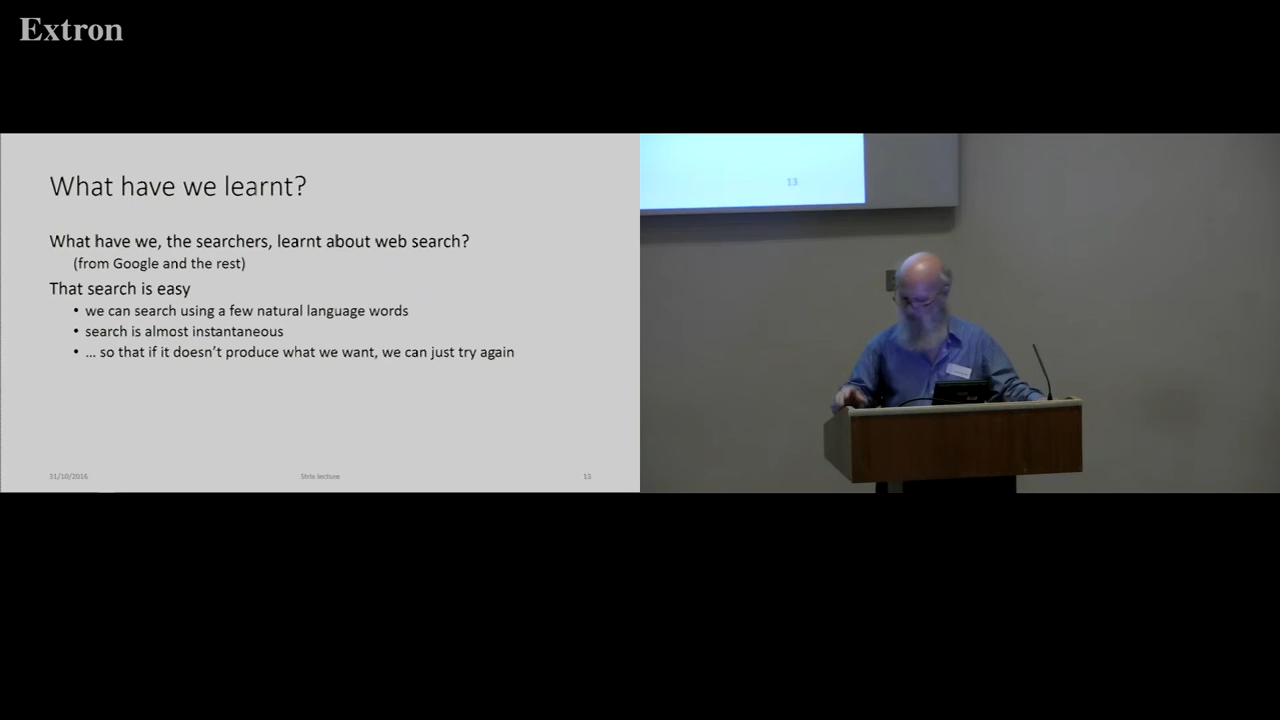 Extron
What have we learnt?
What have we, the searchers, learnt about web search?
(from Google and the rest)
That search is easy
• we can search using a few natural language words
• search is almost instantaneous
• … so that if it doesn't produce what we want, we can just try again
31/10/2016
Strix lecture
13
13